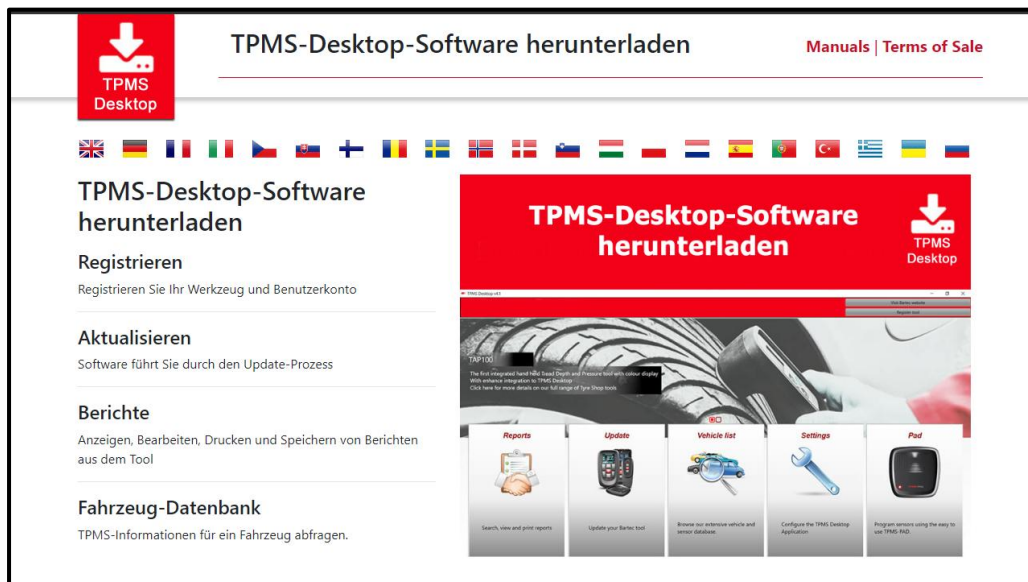 TPMS
Desktop
TPMS-Desktop-Software herunterladen
Manuals | Terms of Sale
TPMS-Desktop-Software
herunterladen
Registrieren
Registrieren Sie Ihr Werkzeug und Benutzerkonto
Aktualisieren
Software führt Sie durch den Update-Prozess
Berichte
Anzeigen, Bearbeiten, Drucken und Speichern von Berichten
aus dem Tool
Fahrzeug-Datenbank
TPMS-Informationen für ein Fahrzeug abfragen.
TPMS-Desktop-Software
herunterladen
TPMS
Desktop
Visit Bartec website
Register tool
TAP100
The first integrated hand held Tread Depth and Pressure tool with colour display
With enhance integration to TPMS Desktop
Click here for more details on our full range of Tyre Shop tools
Reports
Search, view and print reports
Update
Update your Bartec tool
Vehicle list
Browse our extensive vehicle and
sensor database.
Settings
Configure the TPMS Desktop
Application
Pad
Program sensors using the easy to
use TPMS-PAD.